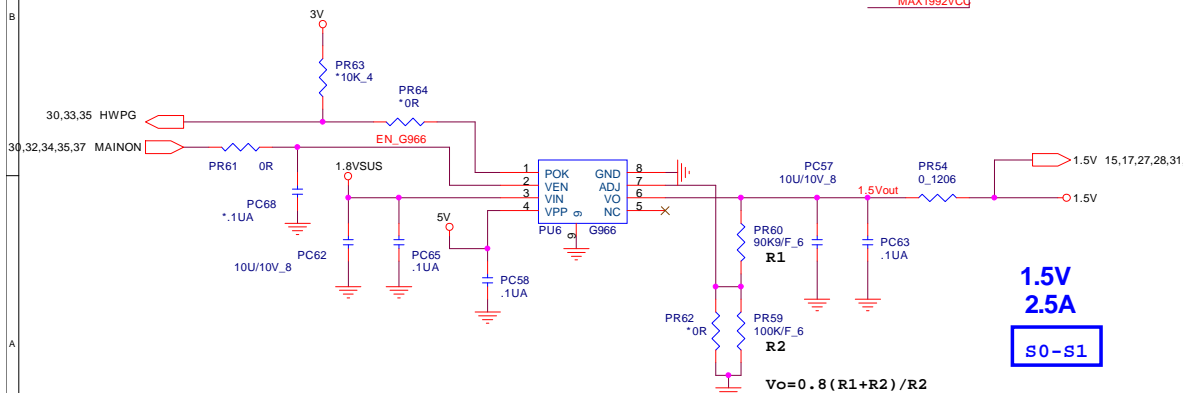 MAX1992VCC
B
3V
PR63
*10K_4
PR64
*0R
30,33,35 HWPG
EN_G966
30,32,34,35,37 MAINON
PR61 0R
1.8VSUS
PC68
*.1UA
1 POK
2 VEN
3 VIN
4 VPP
GND 8
ADJ 7
VO 6
NC 5
9
9
PU6 G966
5V
PC62
10U/10V_8
PC65
.1UA
PC58
.1UA
PC57
10U/10V_8
PR54
0_1206
1.5Vout
1.5V 15,17,27,28,31
1.5V
PR60
90K9/F_6
R1
PC63
.1UA
PR62
*0R
PR59
100K/F_6
R2
Vo=0.8(R1+R2)/R2
1.5V
2.5A
S0-S1
A